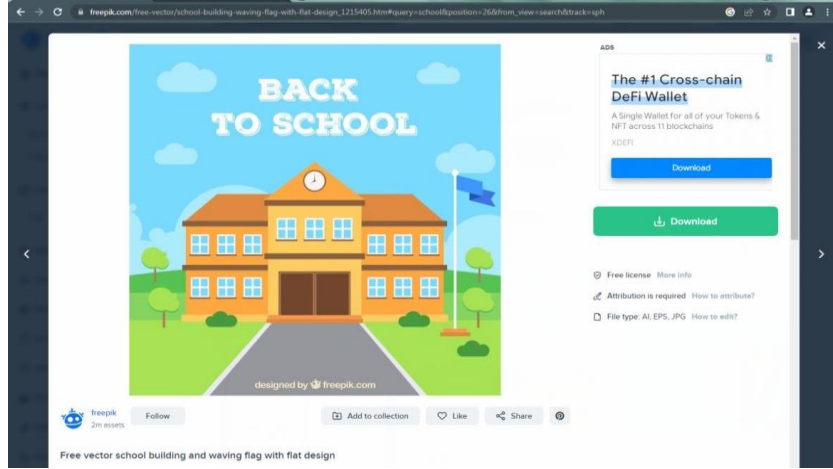 freepik.com/free-vector/school-building-waving-flag-with-flat-design_1215405.htm#query=school&position=26&from_view=search&track=sph
BACK
TO SCHOOL
designed by freepik.com
freepik
2m assets
Follow
Add to collection
Like
Share
Free vector school building and waving flag with flat design
ADS
The #1 Cross-chain
DeFi Wallet
A Single Wallet for all of your Tokens &
NFT across 11 blockchains
XDEFI
Download
Download
Free license More info
Attribution is required How to attribute?
File type: AI, EPS, JPG How to edit?